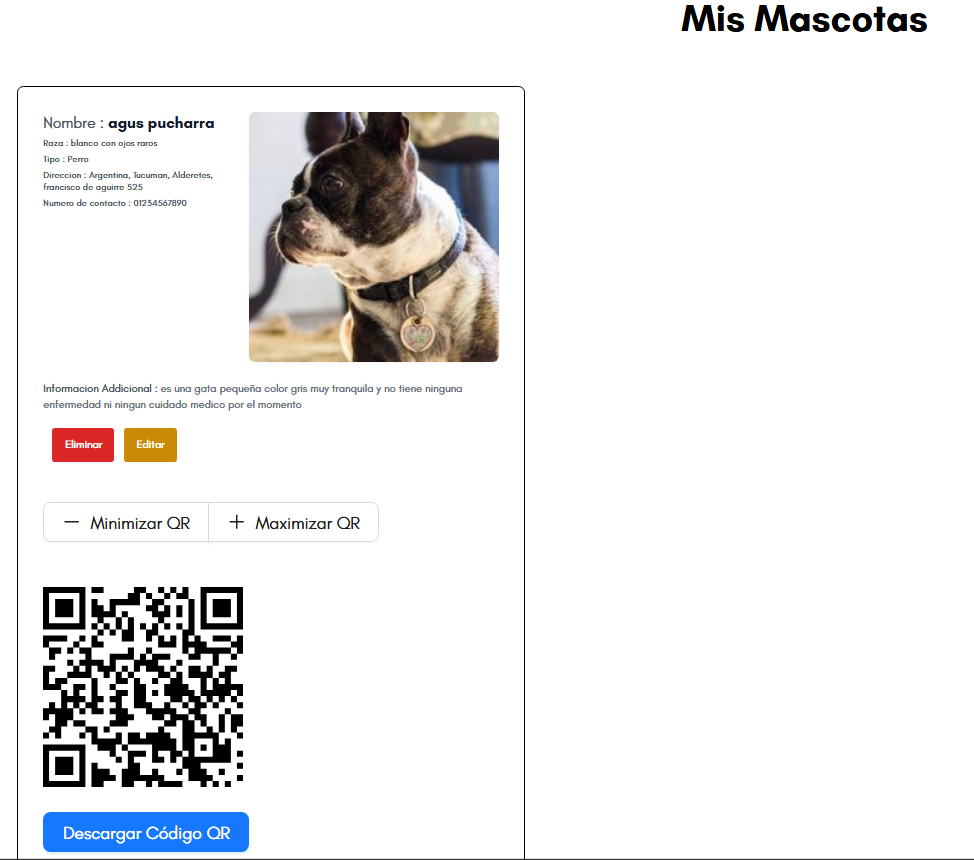 Mis Mascotas
Nombre : agus pucharra
Raza : blanco con ojos raros
Tipo : Perro
Direccion : Argentina, Tucuman, Alderetes,
francisco de aguirre 525
Numero de contacto : 01234567890
Informacion Addicional : es una gata pequeña color gris muy tranquila y no tiene ninguna
enfermedad ni ningun cuidado medico por el momento
Eliminar Editar
Minimizar QR Maximizar QR
Descargar Código QR